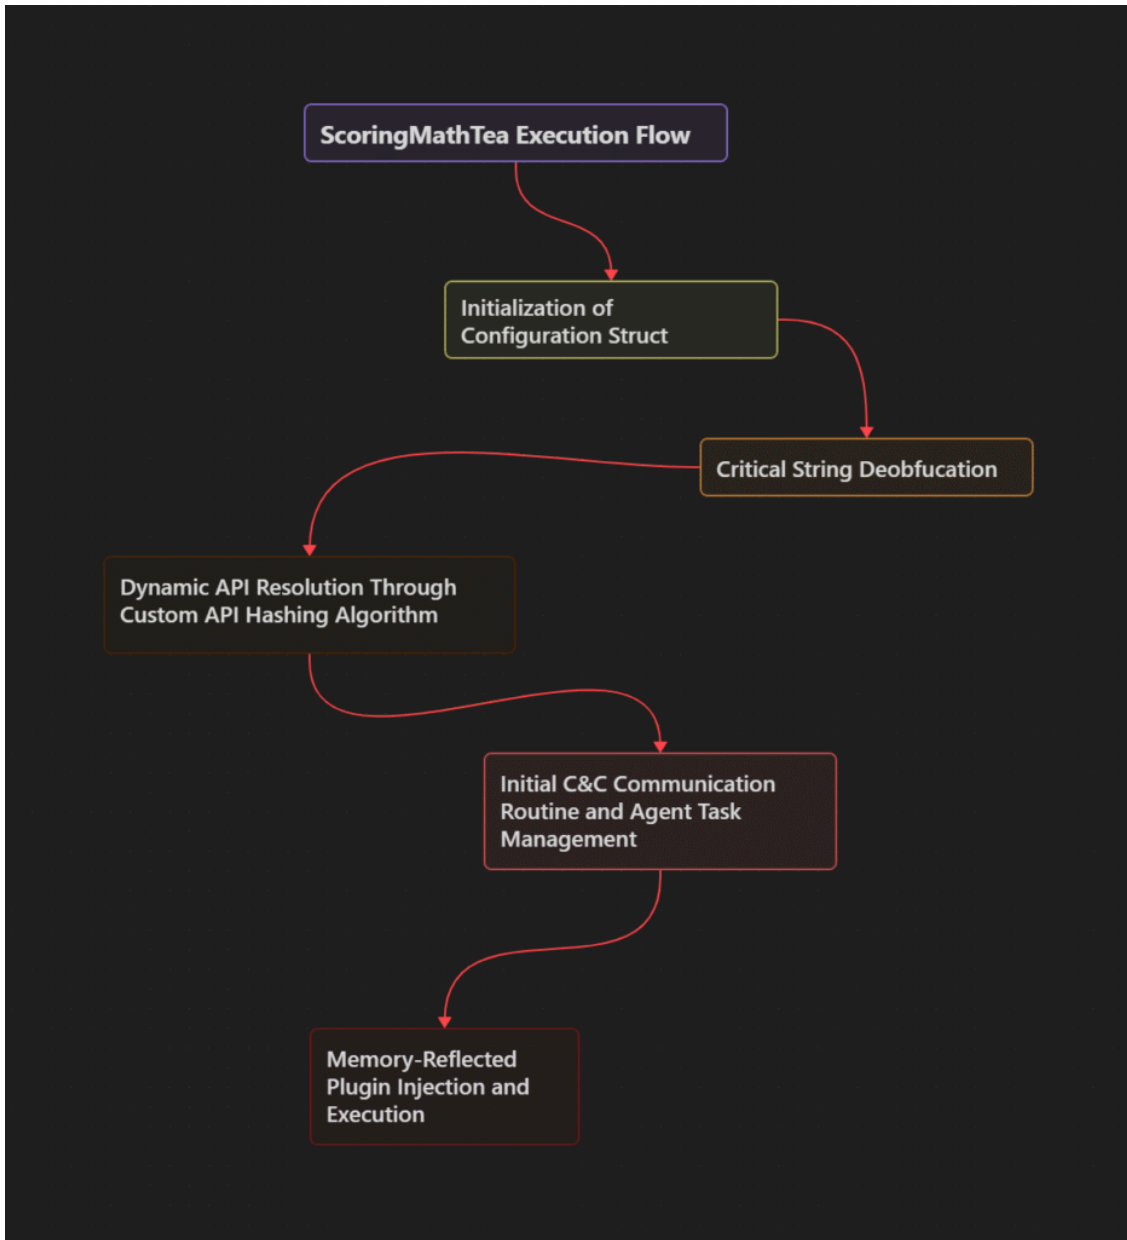 ScoringMathTea Execution Flow
Initialization of
Configuration Struct
Critical String Deobfucation
Dynamic API Resolution Through
Custom API Hashing Algorithm
Initial C&C Communication
Routine and Agent Task
Management
Memory-Reflected
Plugin Injection and
Execution